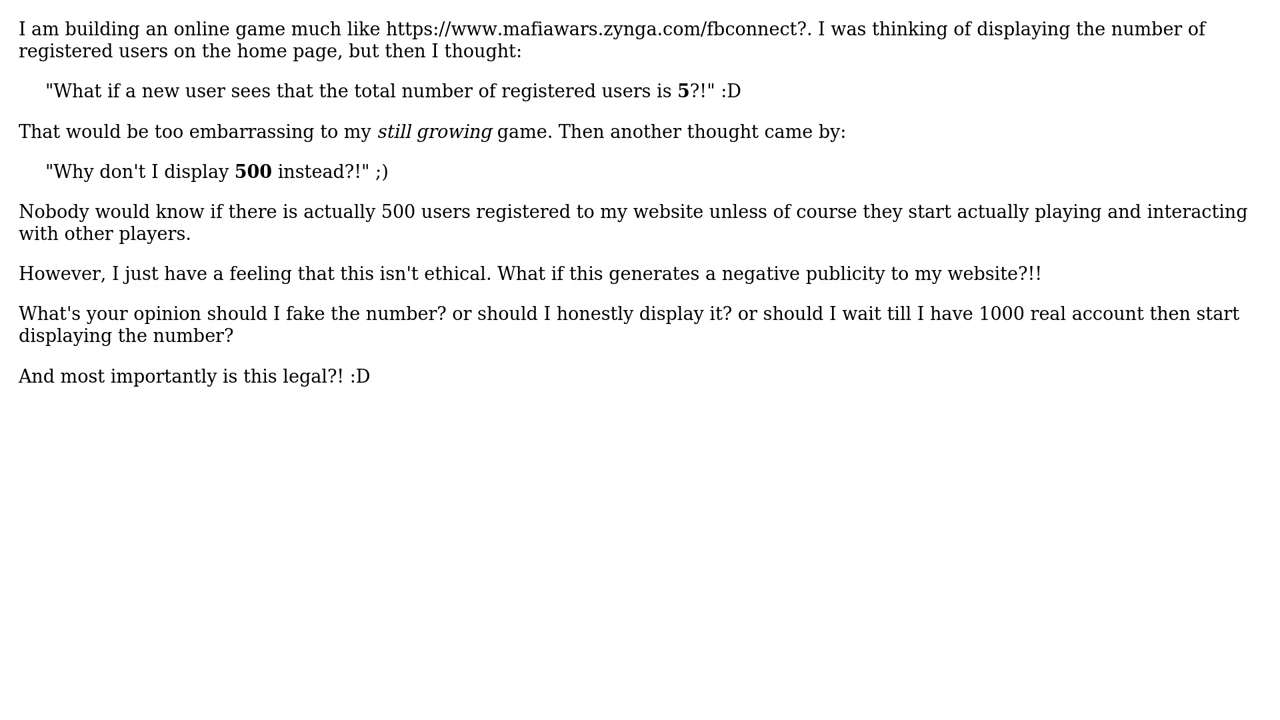 I am building an online game much like https://www.mafiawars.zynga.com/fbconnect?. I was thinking of displaying the number of
registered users on the home page, but then I thought:
"What if a new user sees that the total number of registered users is 5?!" :D
That would be too embarrassing to my still growing game. Then another thought came by:
"Why don't I display 500 instead?!" ;)
Nobody would know if there is actually 500 users registered to my website unless of course they start actually playing and interacting
with other players.
However, I just have a feeling that this isn't ethical. What if this generates a negative publicity to my website?!!
What's your opinion should I fake the number? or should I honestly display it? or should I wait till I have 1000 real account then start
displaying the number?
And most importantly is this legal?! :D